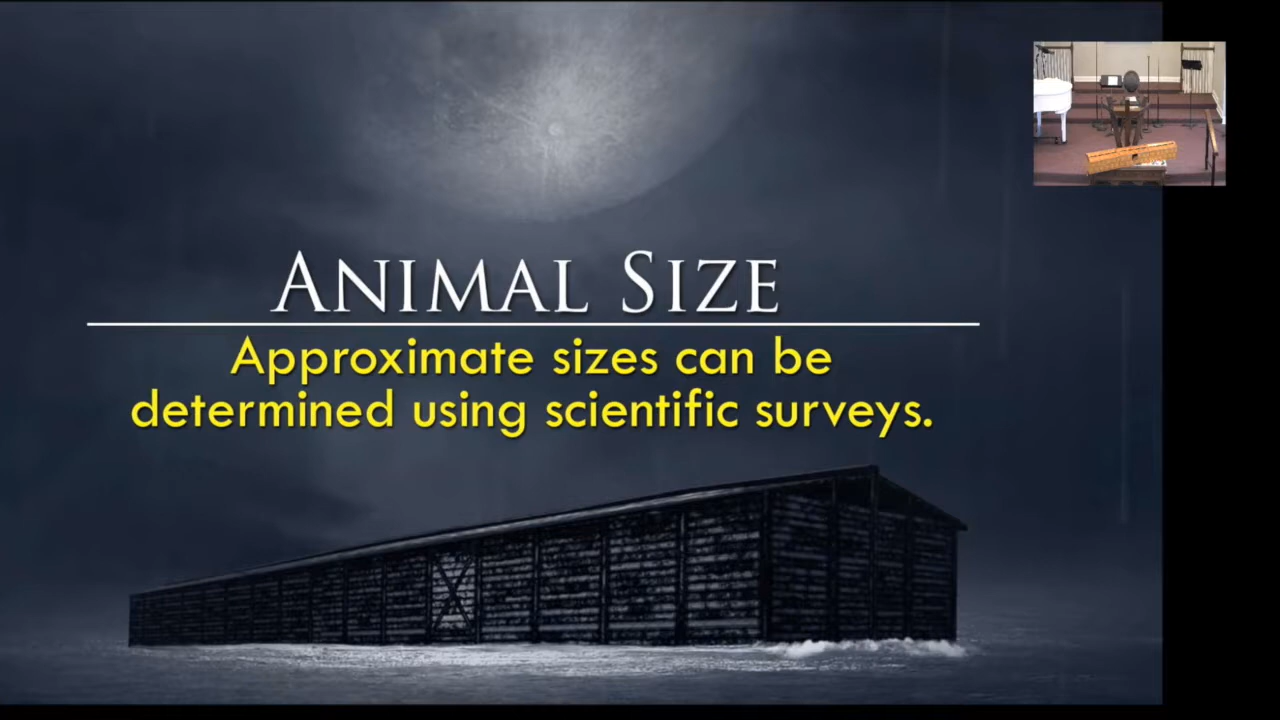 ANIMAL SIZE
Approximate sizes can be
determined using scientific surveys.